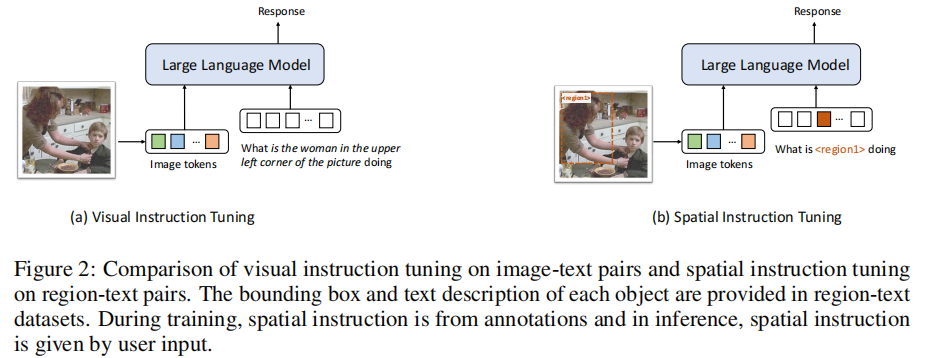 Response
Large Language Model
...
Image tokens
What is the woman in the upper
left corner of the picture doing
(a) Visual Instruction Tuning
Response
Large Language Model
<region1>
...
...
Image tokens
What is <region1> doing
(b) Spatial Instruction Tuning
Figure 2: Comparison of visual instruction tuning on image-text pairs and spatial instruction tuning
on region-text pairs. The bounding box and text description of each object are provided in region-text
datasets. During training, spatial instruction is from annotations and in inference, spatial instruction
is given by user input.